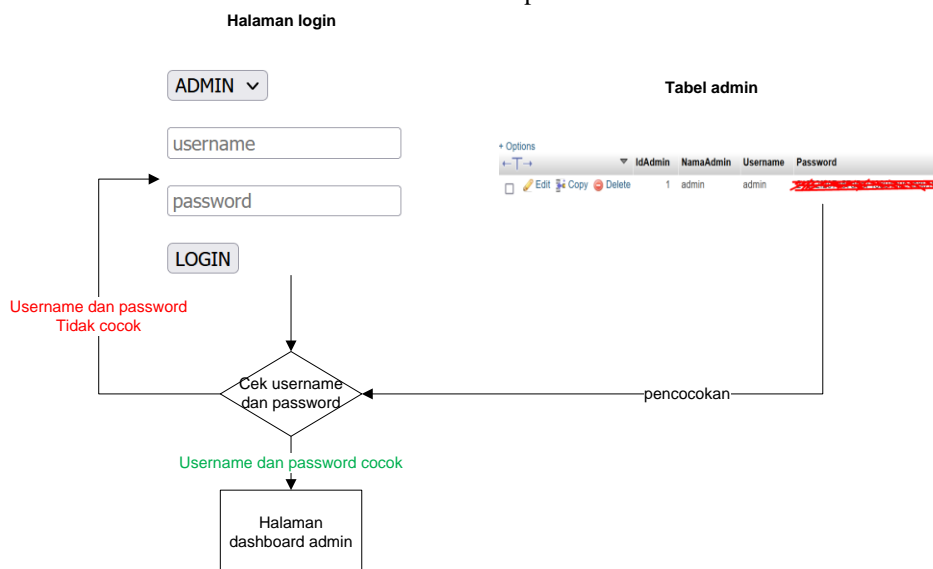 Halaman login
ADMIN
Tabel admin
username
+ Options
←T→ IdAdmin NamaAdmin Username Password
Edit Copy Delete 1 admin admin
password
LOGIN
Username dan password
Tidak cocok
Cek username
dan password
pencocokan
Username dan password cocok
Halaman
dashboard admin